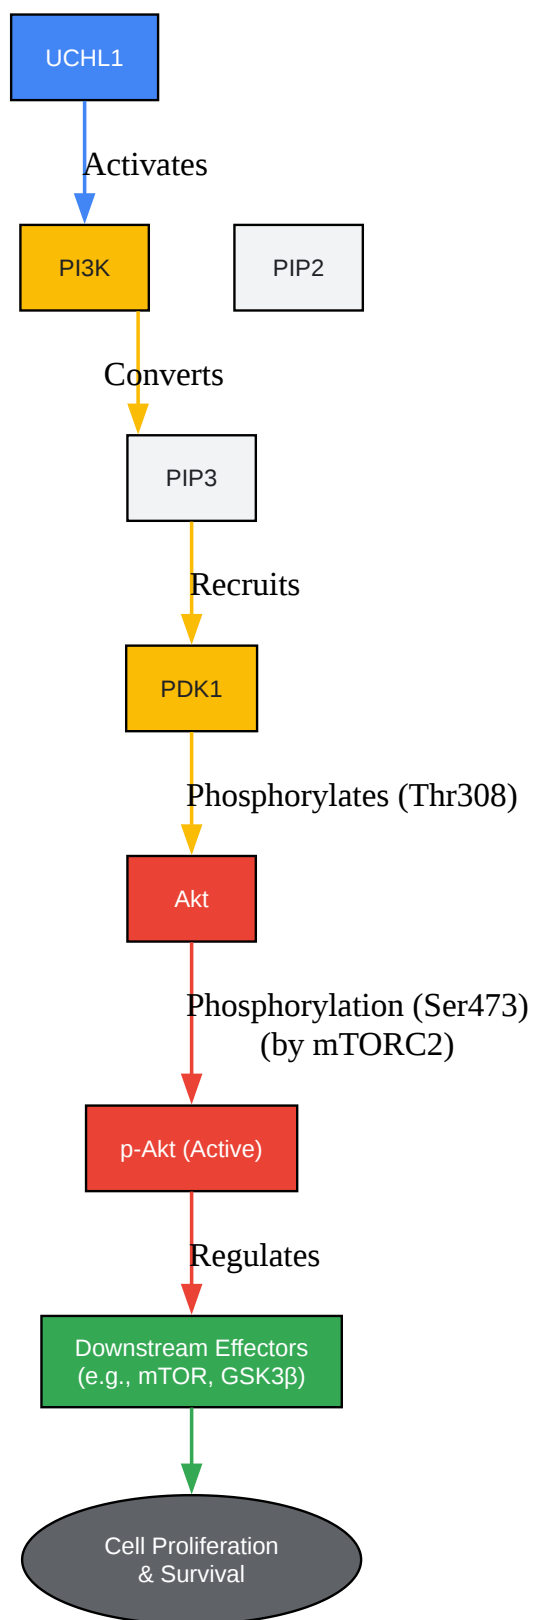 UCHL1
Activates
PI3K
PIP2
Converts
PIP3
Recruits
PDK1
Phosphorylates (Thr308)
Akt
Phosphorylation (Ser473)
(by mTORC2)
p-Akt (Active)
Regulates
Downstream Effectors
(e.g., mTOR, GSK3β)
Cell Proliferation
& Survival